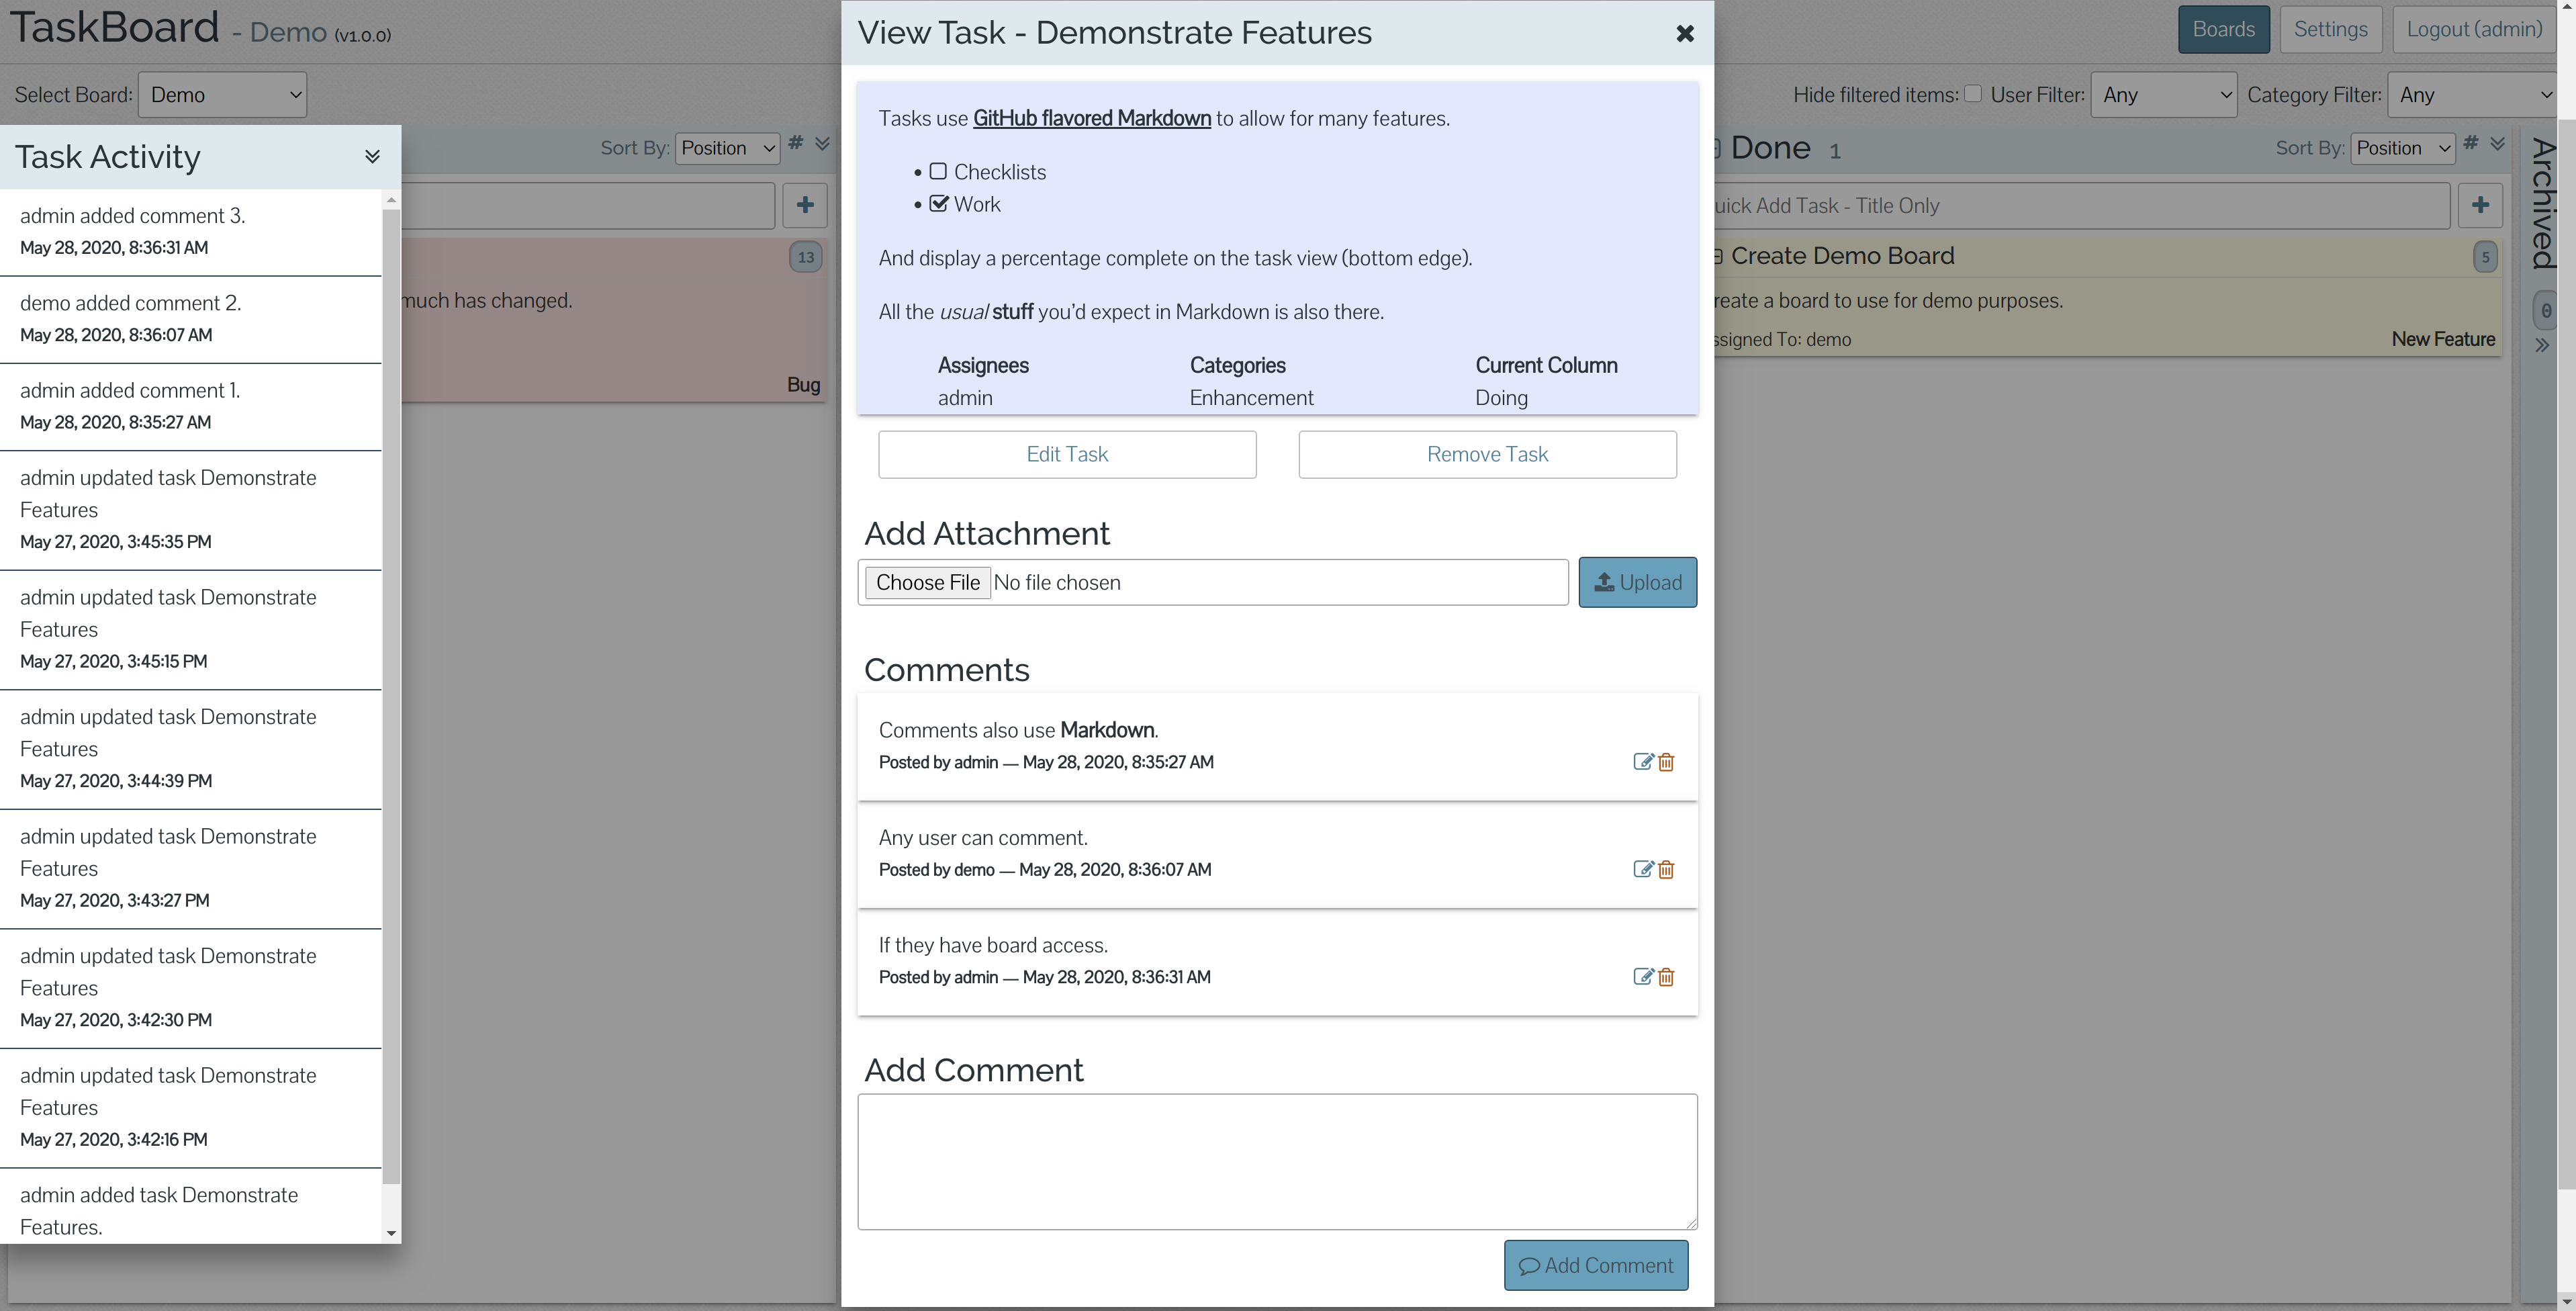 TaskBoard - Demo (v1.0.0)
Boards
Settings
Logout (admin)
Select Board: Demo
Hide filtered items:
User Filter: Any
Category Filter: Any
Task Activity
admin added comment 3.
May 28, 2020, 8:36:31 AM
demo added comment 2.
May 28, 2020, 8:36:07 AM
admin added comment 1.
May 28, 2020, 8:35:27 AM
admin updated task Demonstrate
Features
May 27, 2020, 3:45:35 PM
admin updated task Demonstrate
Features
May 27, 2020, 3:45:15 PM
admin updated task Demonstrate
Features
May 27, 2020, 3:44:39 PM
admin updated task Demonstrate
Features
May 27, 2020, 3:43:27 PM
admin updated task Demonstrate
Features
May 27, 2020, 3:42:30 PM
admin updated task Demonstrate
Features
May 27, 2020, 3:42:16 PM
admin added task Demonstrate
Features.
Sort By: Position #
13
much has changed.
Bug
View Task - Demonstrate Features
Tasks use GitHub flavored Markdown to allow for many features.
Checklists
Work
And display a percentage complete on the task view (bottom edge).
All the usual stuff you'd expect in Markdown is also there.
Assignees Categories Current Column
admin Enhancement Doing
Edit Task
Remove Task
Add Attachment
Choose File No file chosen
Upload
Comments
Comments also use Markdown.
Posted by admin — May 28, 2020, 8:35:27 AM
Any user can comment.
Posted by demo — May 28, 2020, 8:36:07 AM
If they have board access.
Posted by admin — May 28, 2020, 8:36:31 AM
Add Comment
Add Comment
Done 1
Sort By: Position #
uick Add Task - Title Only
Create Demo Board
5
reate a board to use for demo purposes.
ssigned To: demo
New Feature
Archived
0